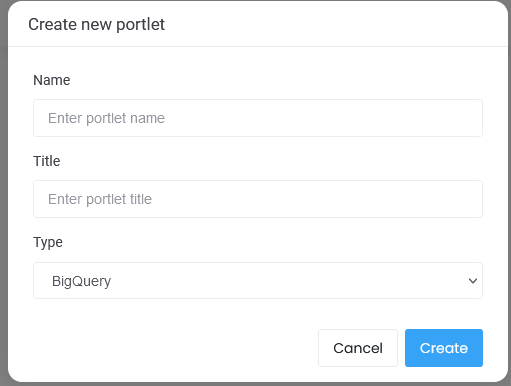 Create new portlet
Name
Enter portlet name
Title
Enter portlet title
Type
BigQuery
Cancel
Create